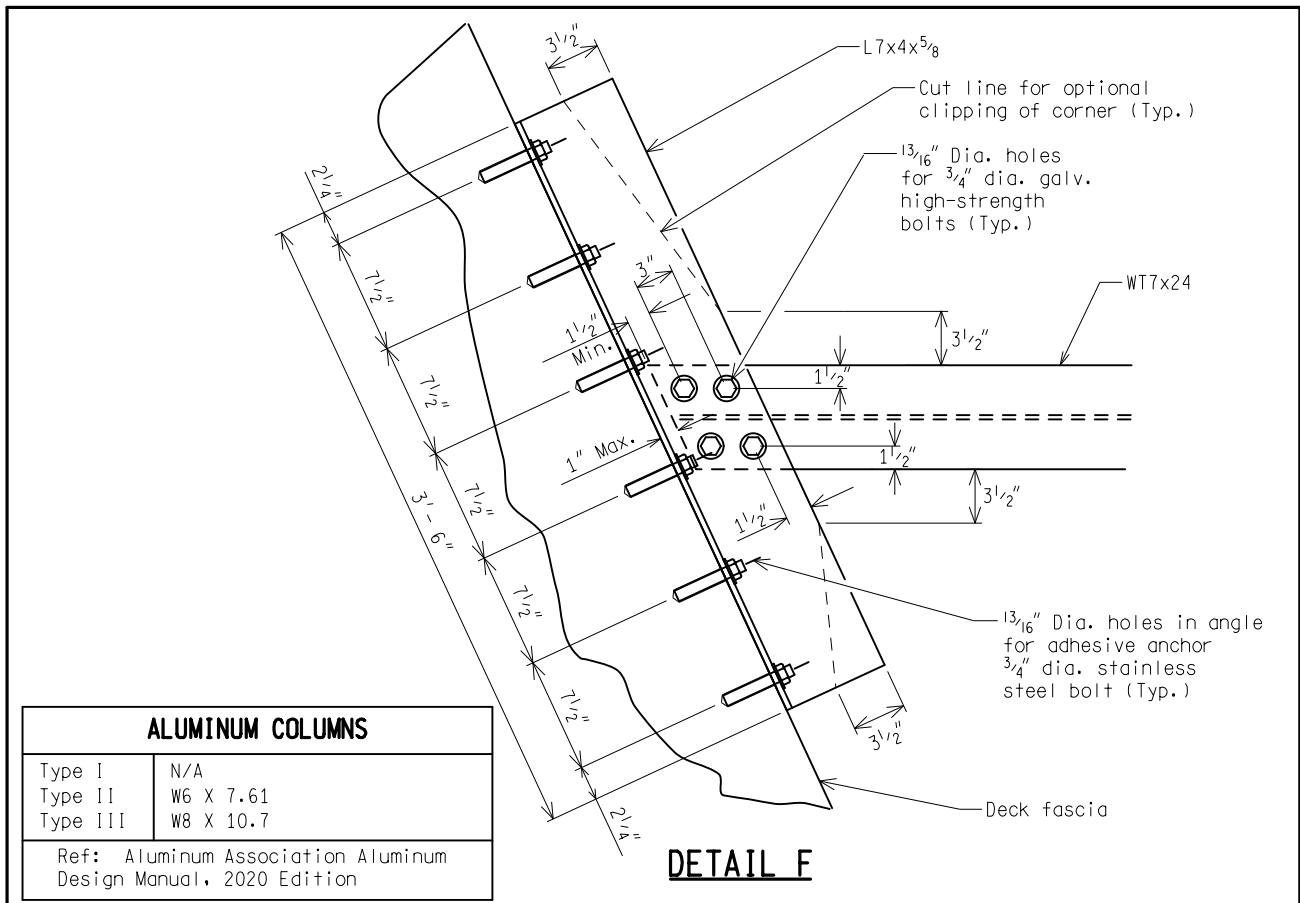 3 1/2"
L7x4x5/8
Cut line for optional
clipping of corner (Typ.)
13/16" Dia. holes
for 3/4" dia. galv.
high-strength
bolts (Typ.)
2 1/4"
7 1/2"
3"
WT7x24
1 1/2"
Min.
3 1/2"
7 1/2"
1 1/2"
7 1/2"
1" Max.
1 1/2"
3'-6"
7 1/2"
3 1/2"
1 1/2"
7 1/2"
13/16" Dia. holes in angle
for adhesive anchor
3/4" dia. stainless
steel bolt (Typ.)
3 1/2"
2 1/4"
Deck fascia
ALUMINUM COLUMNS
Type I N/A
Type II W6 X 7.61
Type III W8 X 10.7
Ref: Aluminum Association Aluminum
Design Manual, 2020 Edition
DETAIL F